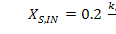 X_{S,IN} = 0.2 k